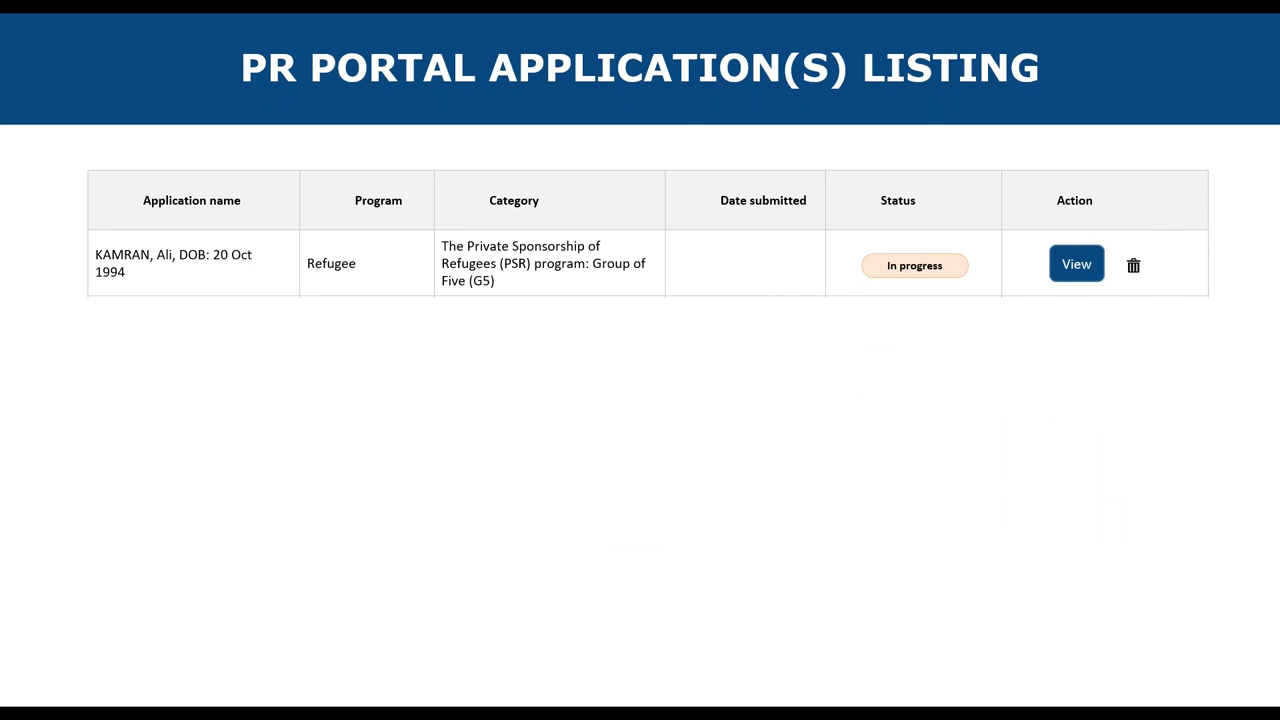 PR PORTAL APPLICATION(S) LISTING
Application name
Program
Category
Date submitted
Status
Action
KAMRAN, Ali, DOB: 20 Oct
1994
Refugee
The Private Sponsorship of
Refugees (PSR) program: Group of
Five (G5)
In progress
View